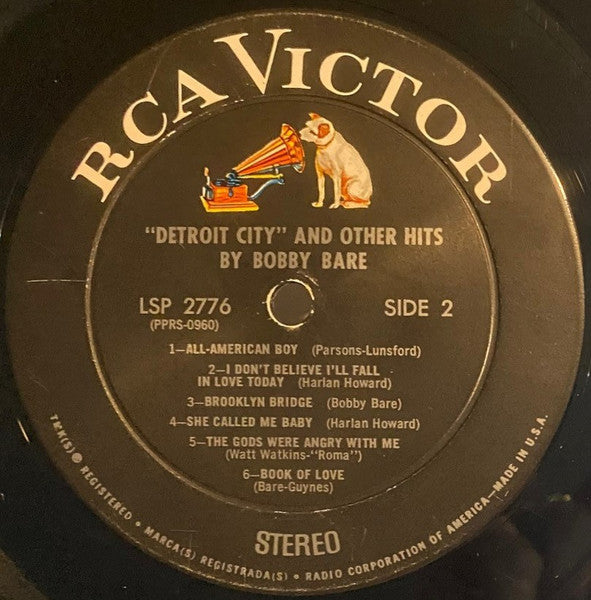 RCA VICTOR
"DETROIT CITY" AND OTHER HITS
BY BOBBY BARE
LSP 2776
SIDE 2
(PPRS-0960)
1—ALL-AMERICAN BOY (Parsons-Lunsford)
2—I DON'T BELIEVE I'LL FALL
IN LOVE TODAY (Harlan Howard)
3—BROOKLYN BRIDGE (Bobby Bare)
4—SHE CALLED ME BABY (Harlan Howard)
5—THE GODS WERE ANGRY WITH ME
(Watt Watkins-"Roma")
6—BOOK OF LOVE
(Bare-Guynes)
STEREO
TMK(S) ® REGISTERED • MARCA(S) REGISTRADA(S) • RADIO CORPORATION OF AMERICA—MADE IN U.S.A.